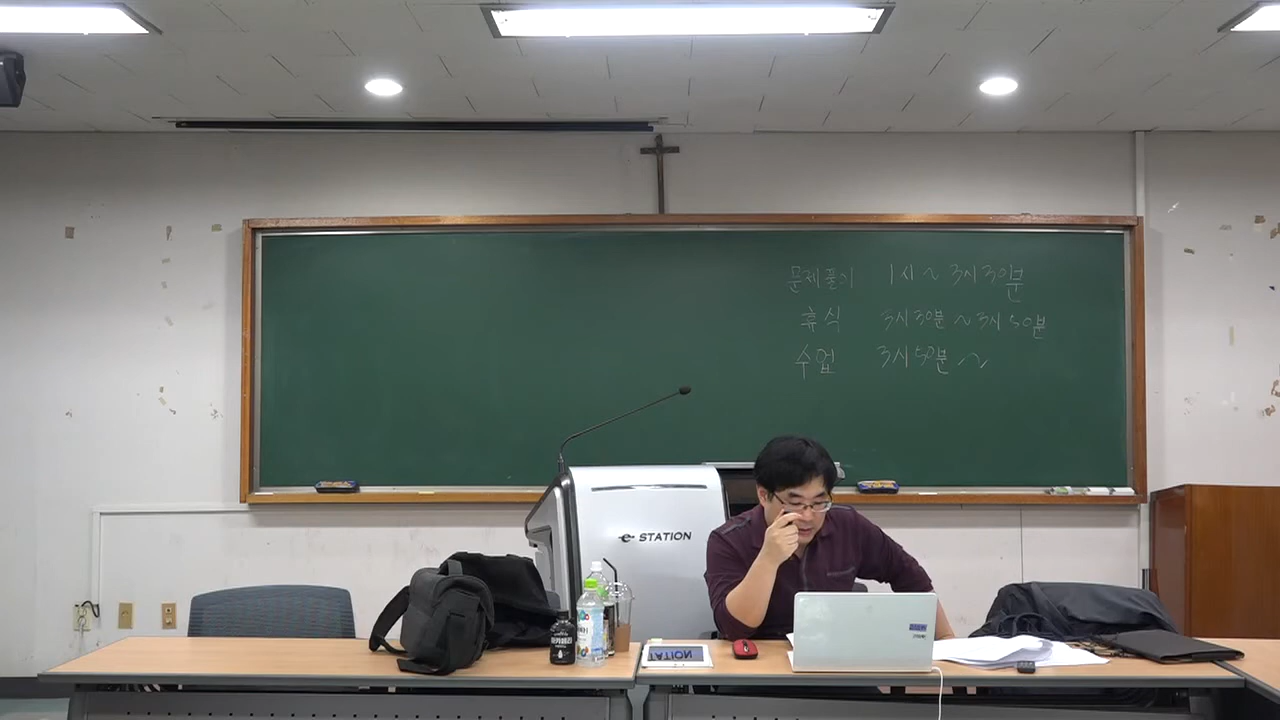 문제풀이 1시 ~ 3시 30분
휴식 3시 30분 ~ 3시 50분
수업 3시 50분 ~
e STATION